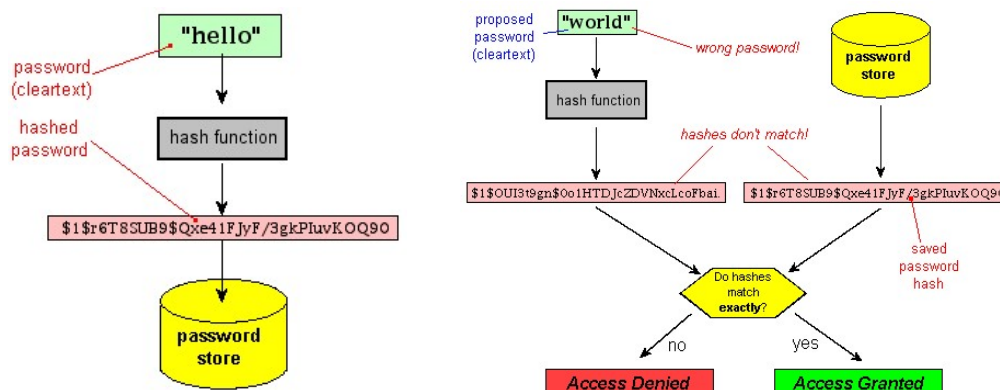 "hello"
password
(cleartext)
hash function
hashed
password
$1$r6T8SUB9$Qxe41FJyF/3gkPIuvKOQ90
password
store
proposed
password
(cleartext)
"world"
wrong password!
hash function
password
store
hashes don't match!
$1$OUI3t9gn$0o1HTDJcZDVNxcLcoFbai.
$1$r6T8SUB9$Qxe41FJyF/3gkPIuvKOQ90
saved
password
hash
Do hashes
match
exactly?
no
yes
Access Denied
Access Granted